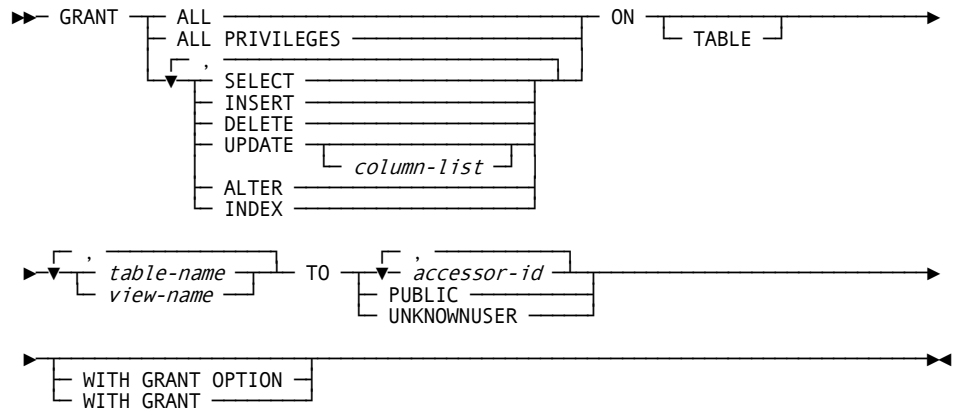 GRANT ALL ON
ALL PRIVILEGES TABLE
,
SELECT
INSERT
DELETE
UPDATE
column-list
ALTER
INDEX
, ,
table-name TO accessor-id
view-name PUBLIC
UNKNOWNUSER
WITH GRANT OPTION
WITH GRANT